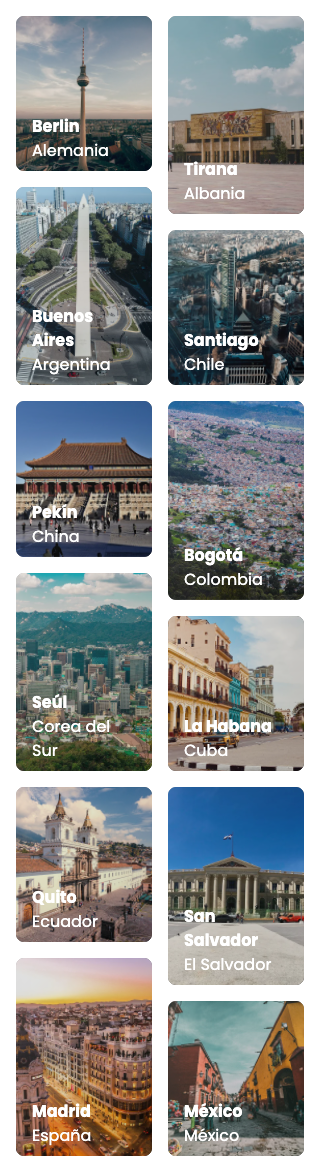 Berlin
Alemania
Tirana
Albania
Buenos
Aires
Argentina
Santiago
Chile
Pekín
China
Bogotá
Colombia
Seúl
Corea del
Sur
La Habana
Cuba
Quito
Ecuador
San
Salvador
El Salvador
Madrid
España
México
México